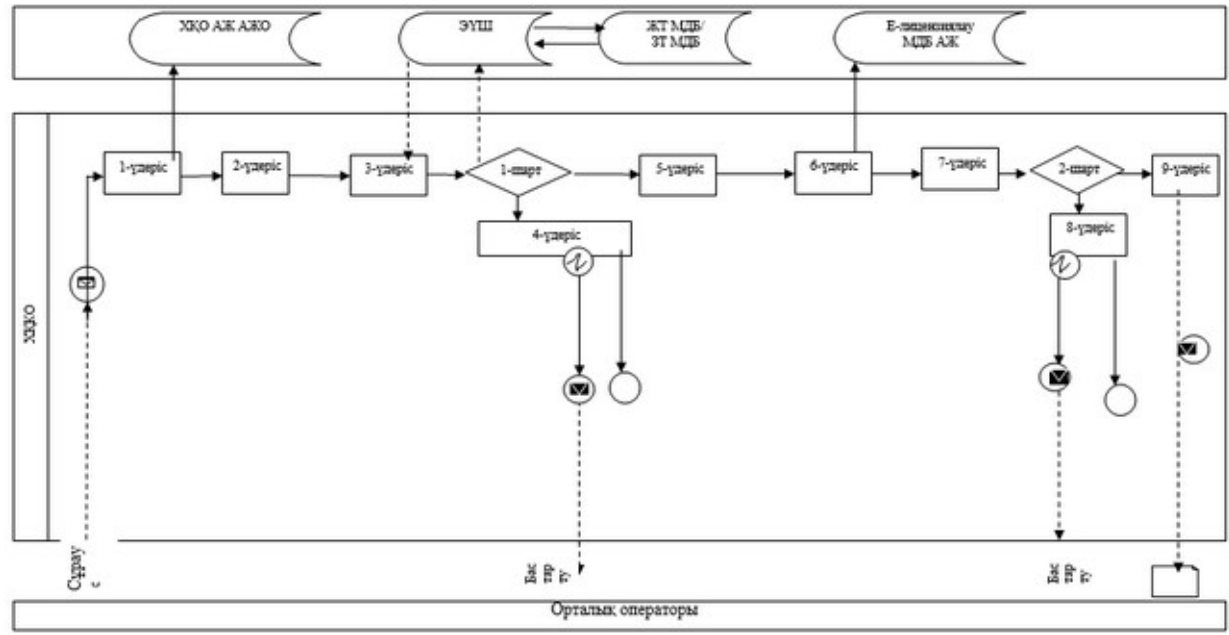 ХҚО АЖ АЖО
ЭҮШ
ЖТ МДБ/
ЗТ МДБ
Е-лицензиялау
МДБ АЖ
1-үдеріс
2-үдеріс
3-үдеріс
1-шарт
5-үдеріс
6-үдеріс
7-үдеріс
2-шарт
9-үдеріс
4-үдеріс
8-үдеріс
ХҚКО
Сұрау
Бас
тар
ту
Бас
тар
ту
Орталық операторы